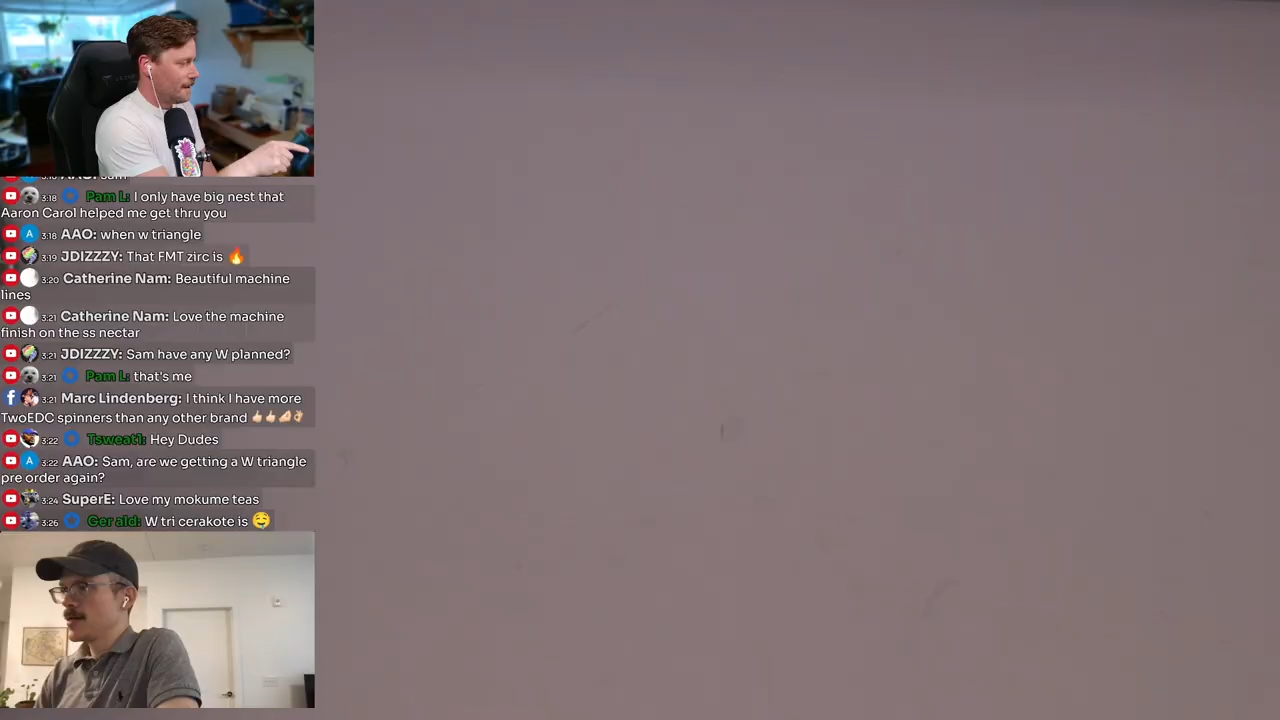 3:18 Pam L: I only have big nest that
Aaron Carol helped me get thru you
A 3:18 AAO: when w triangle
3:19 JDIZZZY: That FMT zirc is 🔥
3:20 Catherine Nam: Beautiful machine
lines
3:21 Catherine Nam: Love the machine
finish on the ss nectar
3:21 JDIZZZY: Sam have any W planned?
3:21 Pam L: that's me
3:21 Marc Lindenberg: I think I have more
TwoEDC spinners than any other brand
3:22 Tsweat1: Hey Dudes
A 3:22 AAO: Sam, are we getting a W triangle
pre order again?
3:24 SuperE: Love my mokume teas
3:26 Ger ald: W tri cerakote is 🤤